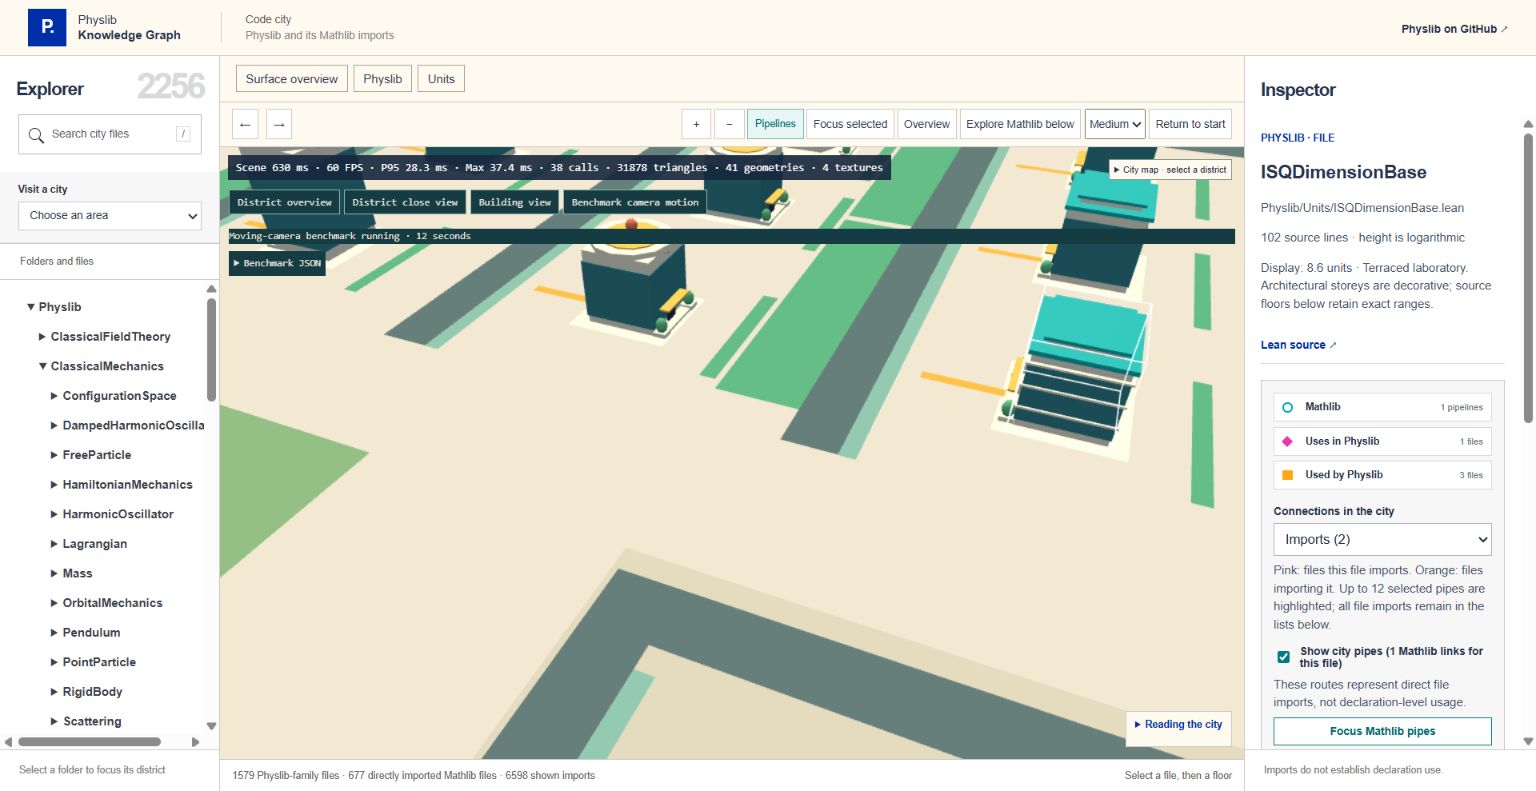 P.
Physlib
Knowledge Graph
Code city
Physlib and its Mathlib imports
Physlib on GitHub ↗
Explorer
2256
Search city files
/
Visit a city
Choose an area
Folders and files
▼ Physlib
▶ ClassicalFieldTheory
▼ ClassicalMechanics
▶ ConfigurationSpace
▶ DampedHarmonicOscilla
▶ FreeParticle
▶ HamiltonianMechanics
▶ HarmonicOscillator
▶ Lagrangian
▶ Mass
▶ OrbitalMechanics
▶ Pendulum
▶ PointParticle
▶ RigidBody
▶ Scattering
Select a folder to focus its district
Surface overview
Physlib
Units
←
→
+
−
Pipelines
Focus selected
Overview
Explore Mathlib below
Medium
Return to start
Scene 630 ms · 60 FPS · P95 28.3 ms · Max 37.4 ms · 38 calls · 31878 triangles · 41 geometries · 4 textures
▶ City map · select a district
District overview
District close view
Building view
Benchmark camera motion
Moving-camera benchmark running · 12 seconds
▶ Benchmark JSON
▶ Reading the city
1579 Physlib-family files · 677 directly imported Mathlib files · 6598 shown imports
Select a file, then a floor
Inspector
PHYSLIB · FILE
ISQDimensionBase
Physlib/Units/ISQDimensionBase.lean
102 source lines · height is logarithmic
Display: 8.6 units · Terraced laboratory.
Architectural storeys are decorative; source
floors below retain exact ranges.
Lean source ↗
Mathlib
1 pipelines
Uses in Physlib
1 files
Used by Physlib
3 files
Connections in the city
Imports (2)
Pink: files this file imports. Orange: files
importing it. Up to 12 selected pipes are
highlighted; all file imports remain in the
lists below.
Show city pipes (1 Mathlib links for
this file)
These routes represent direct file
imports, not declaration-level usage.
Focus Mathlib pipes
Imports do not establish declaration use.